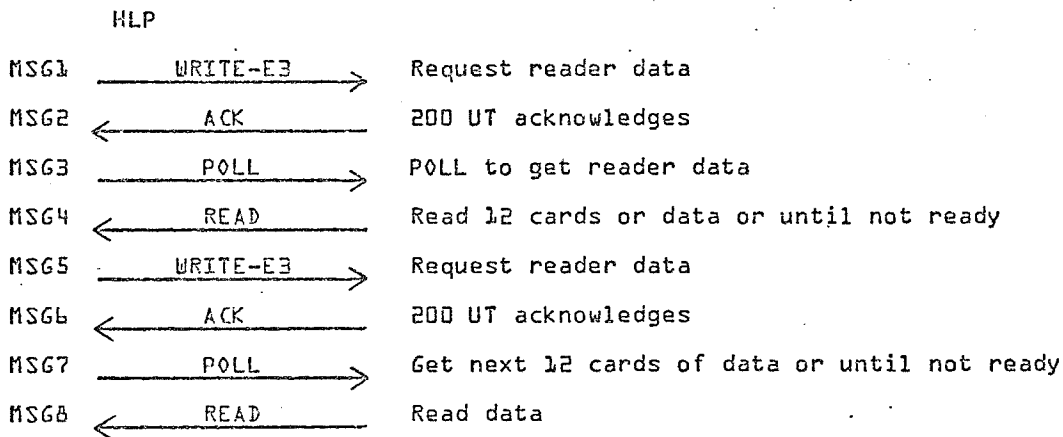 HLP
MSG1 WRITE-E3 Request reader data
MSG2 ACK 200 UT acknowledges
MSG3 POLL POLL to get reader data
MSG4 READ Read 12 cards or data or until not ready
MSG5 WRITE-E3 Request reader data
MSG6 ACK 200 UT acknowledges
MSG7 POLL Get next 12 cards of data or until not ready
MSG8 READ Read data